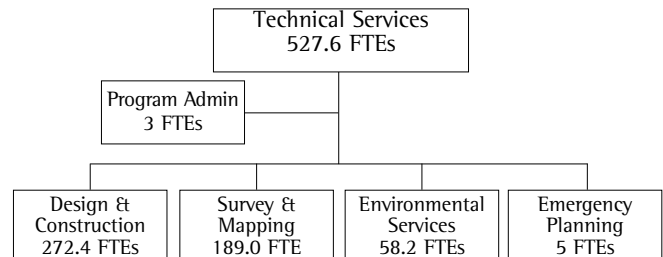 Technical Services
527.6 FTEs
Program Admin
3 FTEs
Design &
Construction
272.4 FTEs
Survey &
Mapping
189.0 FTE
Environmental
Services
58.2 FTEs
Emergency
Planning
5 FTEs